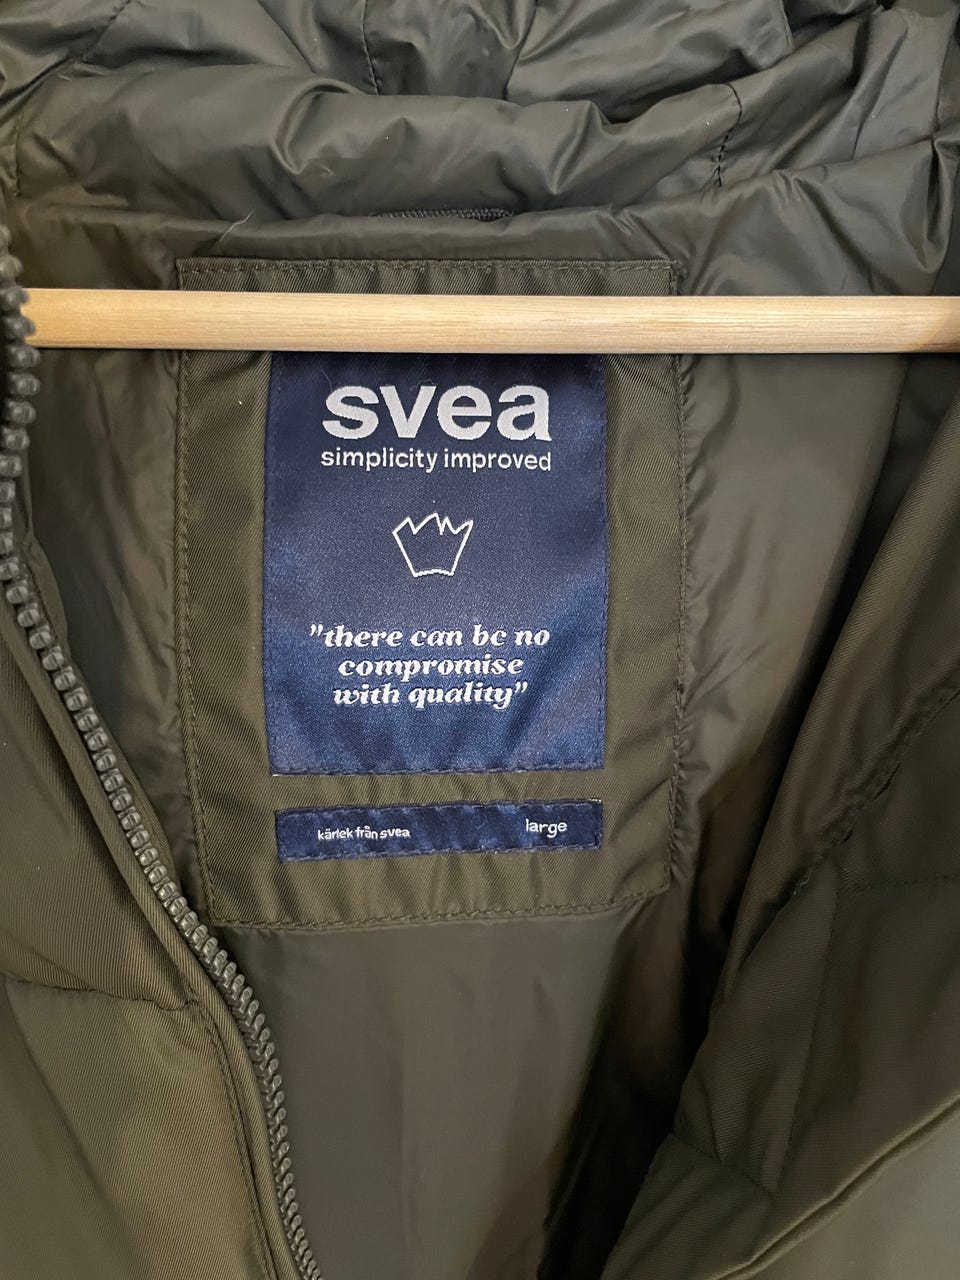 svea
simplicity improved
"there can be no
compromise
with quality"
kärlek från svea
large